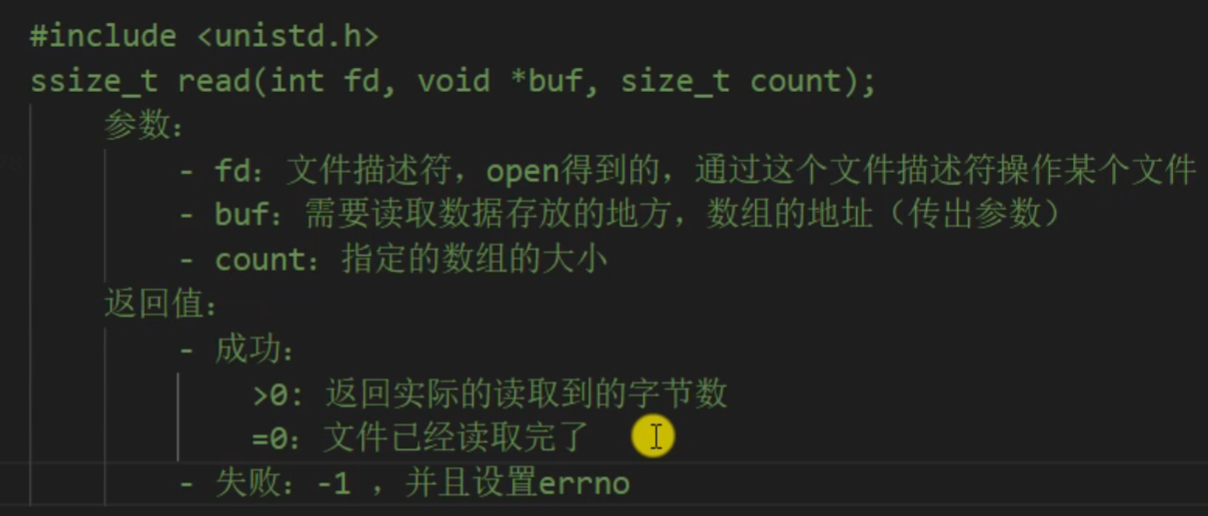 #include <unistd.h>
ssize_t read(int fd, void *buf, size_t count);
参数：
- fd：文件描述符，open得到的，通过这个文件描述符操作某个文件
- buf：需要读取数据存放的地方，数组的地址（传出参数）
- count：指定的数组的大小
返回值：
- 成功：
>0: 返回实际的读取到的字节数
=0：文件已经读取完了
- 失败：-1 ，并且设置errno